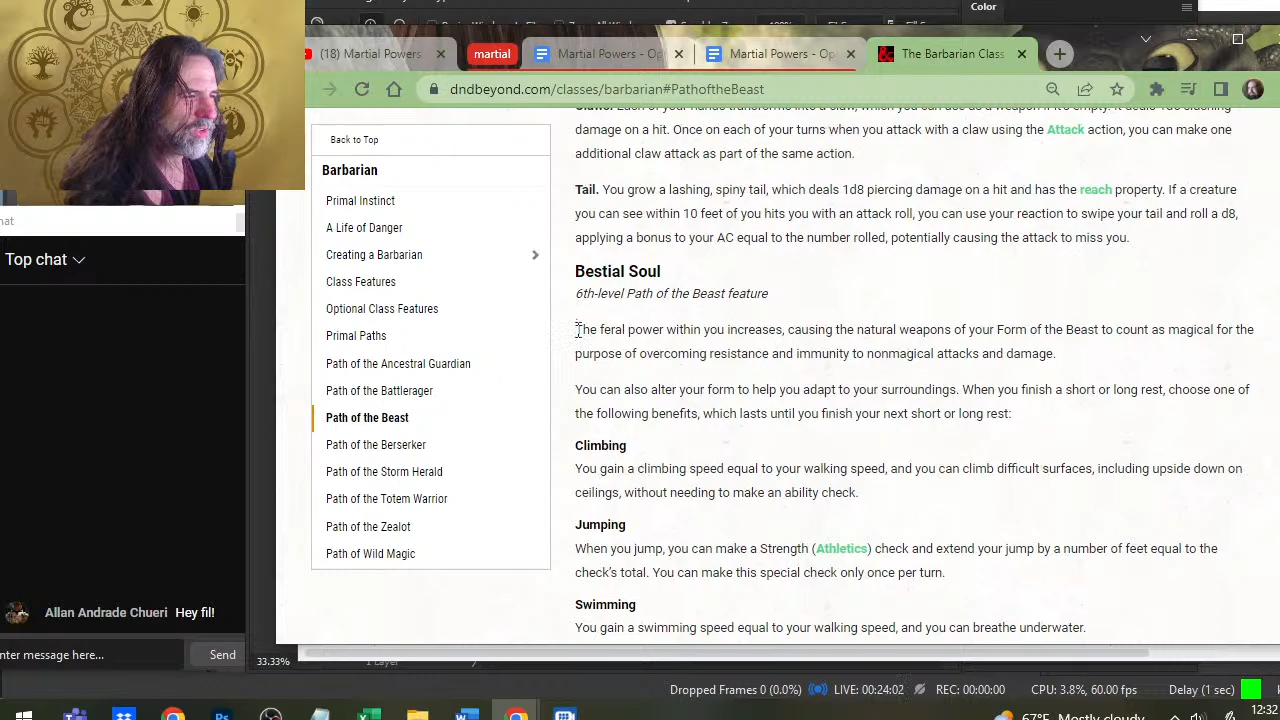 Color
(18) Martial Powers
martial
Martial Powers - Op
Martial Powers - Op
The Barbarian Class
dndbeyond.com/classes/barbarian#PathoftheBeast
damage on a hit. Once on each of your turns when you attack with a claw using the Attack action, you can make one
additional claw attack as part of the same action.
Tail. You grow a lashing, spiny tail, which deals 1d8 piercing damage on a hit and has the reach property. If a creature
you can see within 10 feet of you hits you with an attack roll, you can use your reaction to swipe your tail and roll a d8,
applying a bonus to your AC equal to the number rolled, potentially causing the attack to miss you.
Bestial Soul
6th-level Path of the Beast feature
The feral power within you increases, causing the natural weapons of your Form of the Beast to count as magical for the
purpose of overcoming resistance and immunity to nonmagical attacks and damage.
You can also alter your form to help you adapt to your surroundings. When you finish a short or long rest, choose one of
the following benefits, which lasts until you finish your next short or long rest:
Climbing
You gain a climbing speed equal to your walking speed, and you can climb difficult surfaces, including upside down on
ceilings, without needing to make an ability check.
Jumping
When you jump, you can make a Strength (Athletics) check and extend your jump by a number of feet equal to the
check's total. You can make this special check only once per turn.
Swimming
You gain a swimming speed equal to your walking speed, and you can breathe underwater.
Back to Top
Barbarian
Primal Instinct
A Life of Danger
Creating a Barbarian
Class Features
Optional Class Features
Primal Paths
Path of the Ancestral Guardian
Path of the Battlerager
Path of the Beast
Path of the Berserker
Path of the Storm Herald
Path of the Totem Warrior
Path of the Zealot
Path of Wild Magic
hat
Top chat
Allan Andrade Chueri Hey fil!
nter message here...
Send
33.33%
1 Layer
Dropped Frames 0 (0.0%)
LIVE: 00:24:02
REC: 00:00:00
CPU: 3.8%, 60.00 fps
Delay (1 sec)
67°F Mostly cloudy
12:32